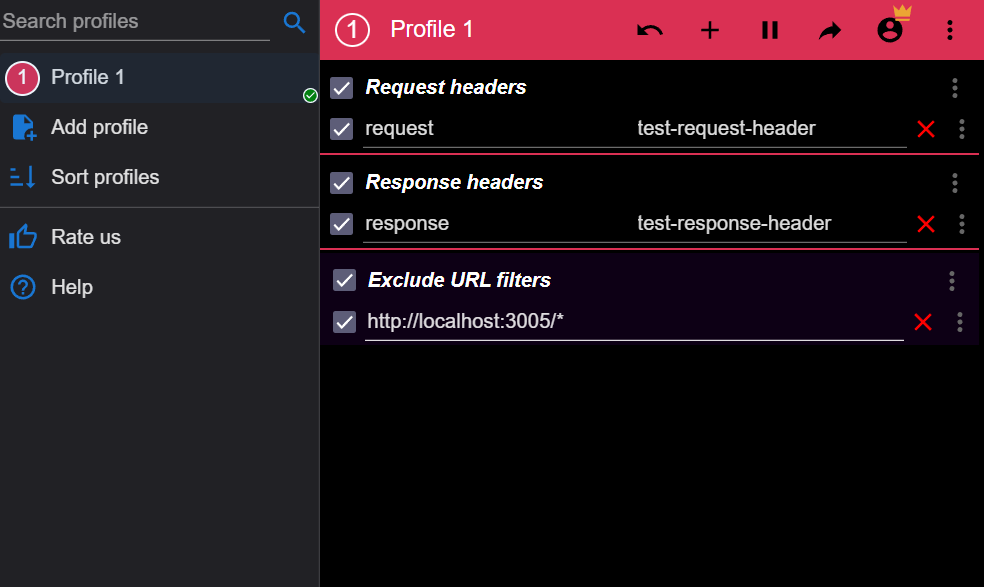 Search profiles
1 Profile 1
Add profile
Sort profiles
Rate us
Help
1 Profile 1
Request headers
request test-request-header
Response headers
response test-response-header
Exclude URL filters
http://localhost:3005/*